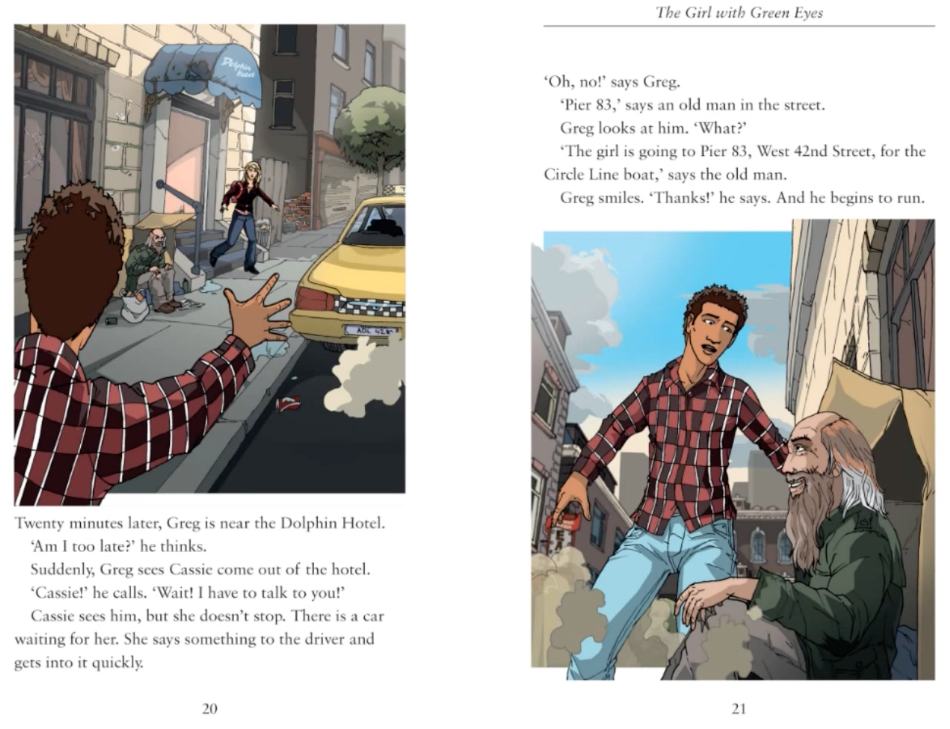 Dolphin
Hotel
Twenty minutes later, Greg is near the Dolphin Hotel.
‘Am I too late?’ he thinks.
Suddenly, Greg sees Cassie come out of the hotel.
‘Cassie!’ he calls. ‘Wait! I have to talk to you!’
Cassie sees him, but she doesn’t stop. There is a car
waiting for her. She says something to the driver and
gets into it quickly.
20
The Girl with Green Eyes
‘Oh, no!’ says Greg.
‘Pier 83,’ says an old man in the street.
Greg looks at him. ‘What?’
‘The girl is going to Pier 83, West 42nd Street, for the
Circle Line boat,’ says the old man.
Greg smiles. ‘Thanks!’ he says. And he begins to run.
21